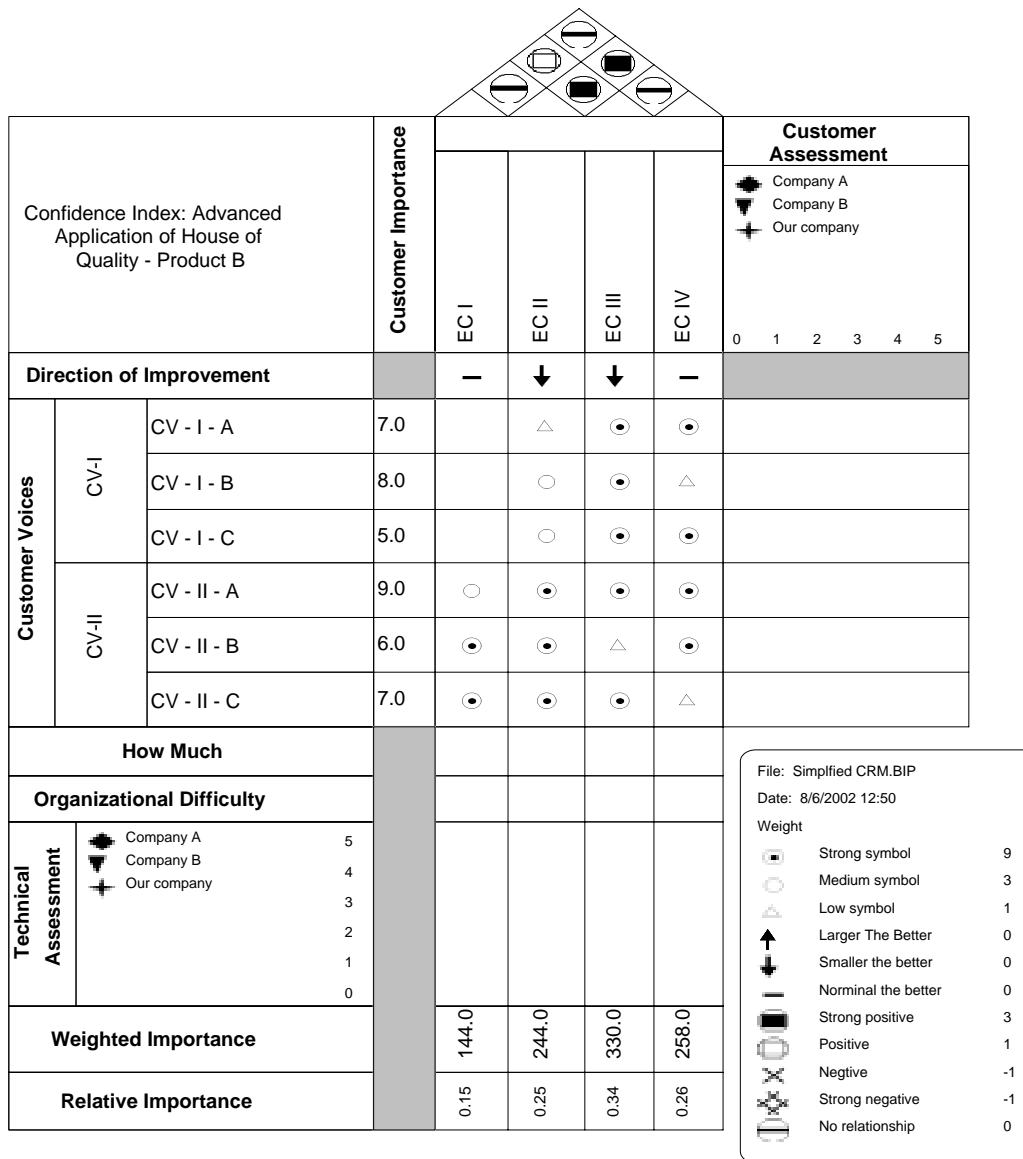 Confidence Index: Advanced
Application of House of
Quality - Product B
Customer Importance
EC I
EC II
EC III
EC IV
Customer
Assessment
Company A
Company B
Our company
0 1 2 3 4 5
Direction of Improvement
Customer Voices
CV-I
CV - I - A 7.0
CV - I - B 8.0
CV - I - C 5.0
CV-II
CV - II - A 9.0
CV - II - B 6.0
CV - II - C 7.0
How Much
Organizational Difficulty
Technical
Assessment
Company A
Company B
Our company
5
4
3
2
1
0
Weighted Importance 144.0 244.0 330.0 258.0
Relative Importance 0.15 0.25 0.34 0.26
File: Simplfied CRM.BIP
Date: 8/6/2002 12:50
Weight
Strong symbol 9
Medium symbol 3
Low symbol 1
Larger The Better 0
Smaller the better 0
Norminal the better 0
Strong positive 3
Positive 1
Negtive -1
Strong negative -1
No relationship 0